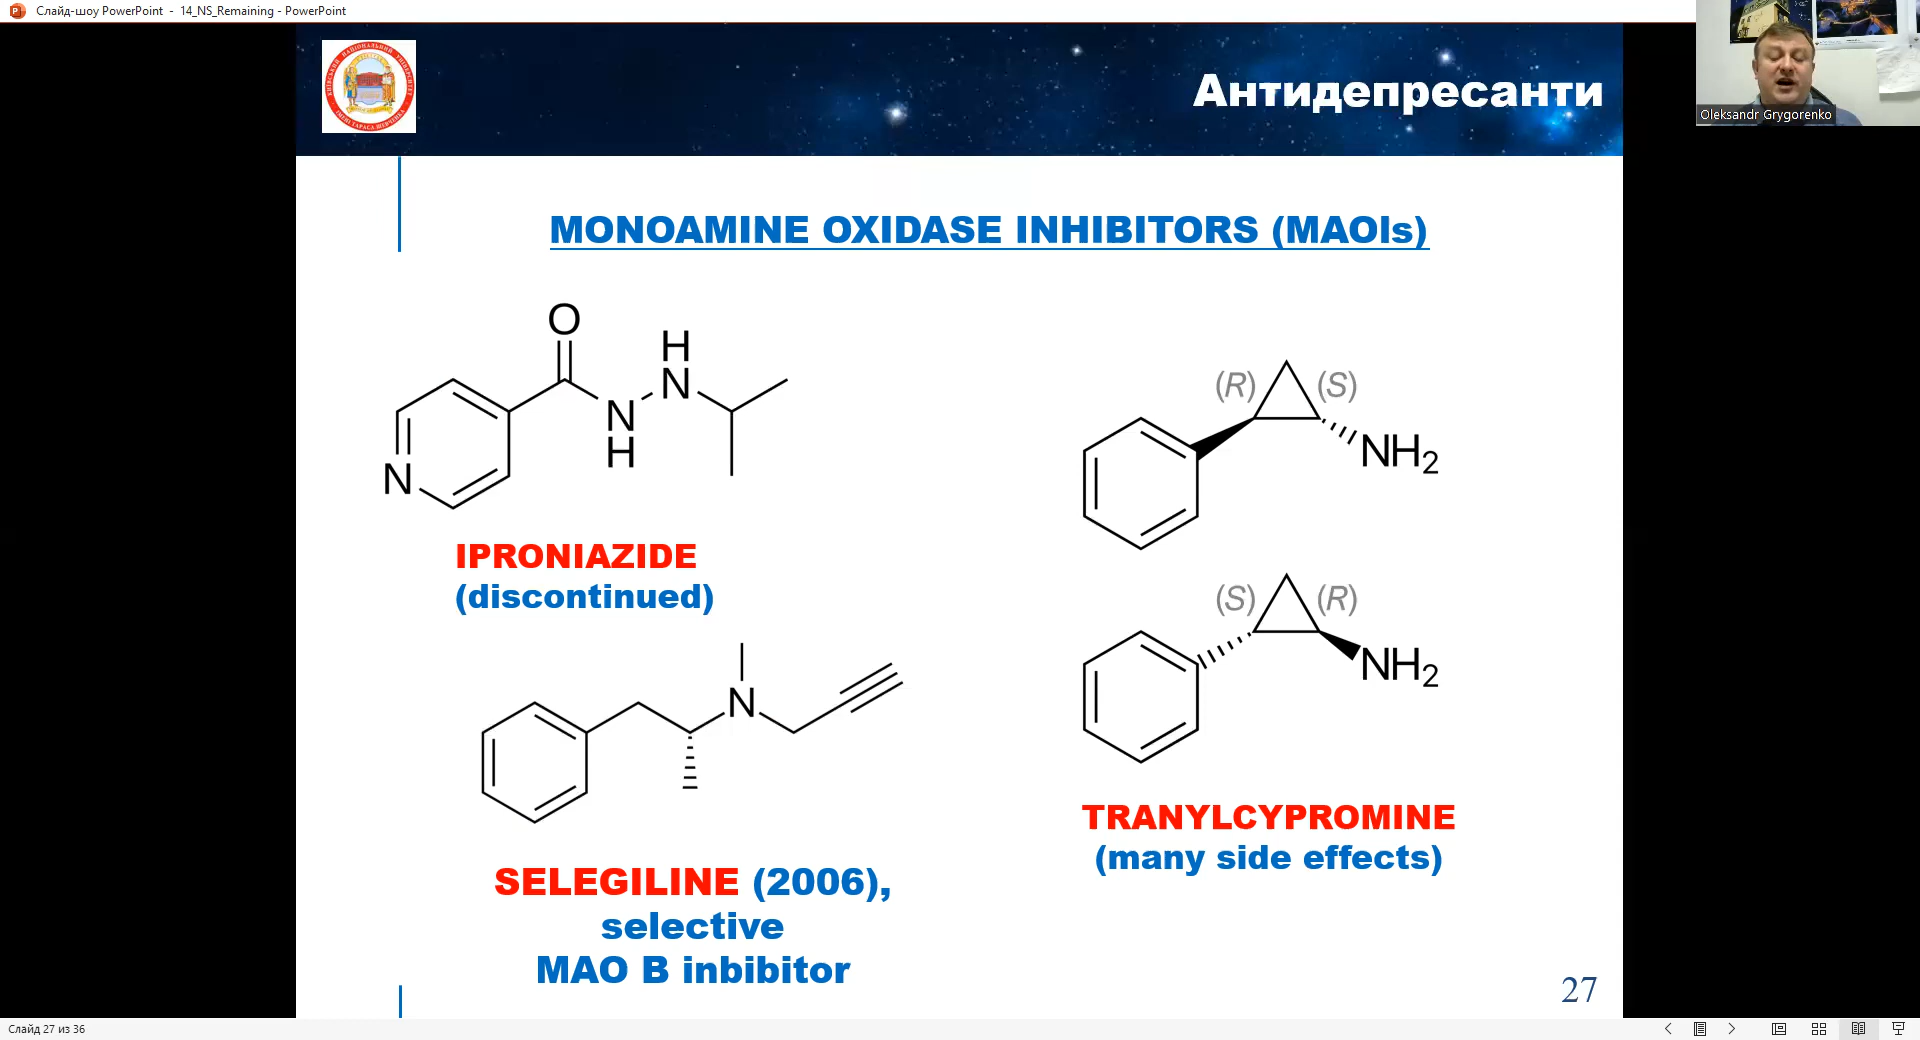 Слайд-шоу PowerPoint - 14_NS_Remaining - PowerPoint
Антидепресанти
Oleksandr Grygorenko
MONOAMINE OXIDASE INHIBITORS (MAOIs)
O
H
N
N
H
N
IPRONIAZIDE
(discontinued)
(R) (S)
NH2
(S) (R)
NH2
TRANYLCYPROMINE
(many side effects)
N
SELEGILINE (2006),
selective
MAO B inbibitor
27
Слайд 27 из 36